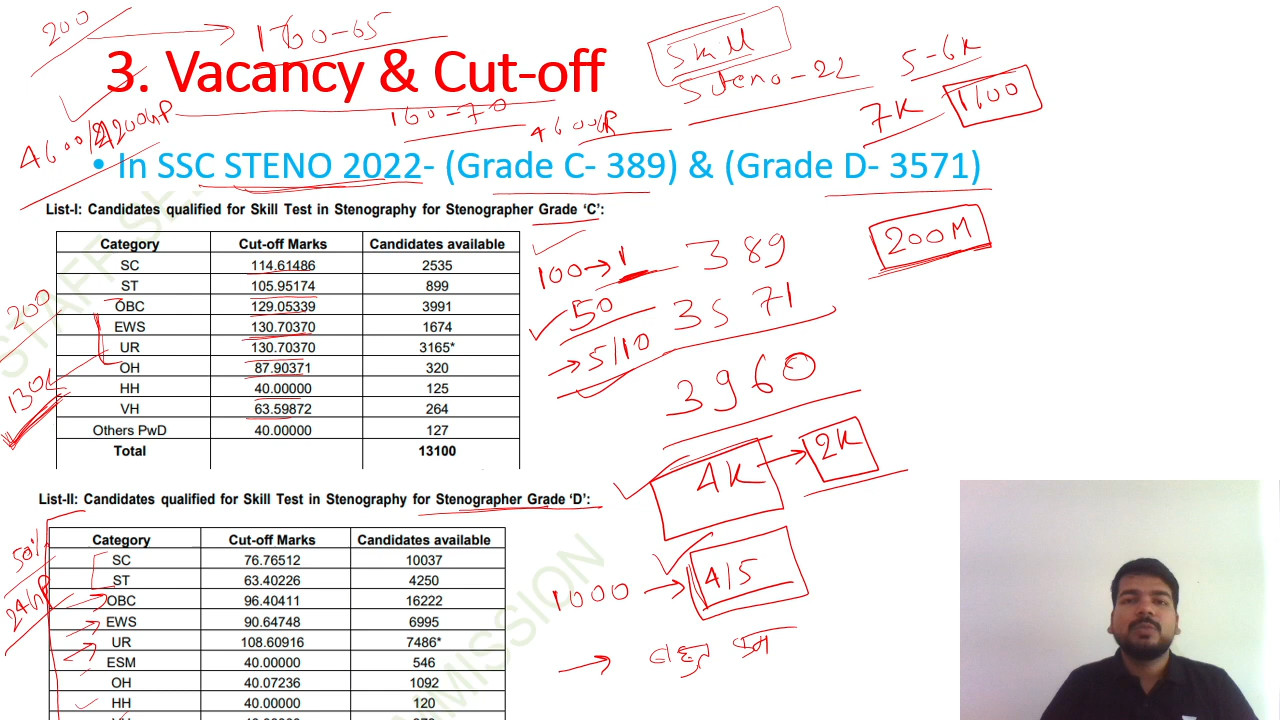 200 → 160-65
3. Vacancy & Cut-off
Skill
Steno-22
5-6K
7K 1600
4600/4200GP
160-70
4600GP
• In SSC STENO 2022- (Grade C- 389) & (Grade D- 3571)
List-I: Candidates qualified for Skill Test in Stenography for Stenographer Grade ‘C’:
Category Cut-off Marks Candidates available
SC 114.61486 2535
ST 105.95174 899
OBC 129.05339 3991
EWS 130.70370 1674
UR 130.70370 3165*
OH 87.90371 320
HH 40.00000 125
VH 63.59872 264
Others PwD 40.00000 127
Total 13100
200
130
100→1 389
50 3571
→5/10
3960
200M
4K → 2K
1000 → 4/5
→
List-II: Candidates qualified for Skill Test in Stenography for Stenographer Grade ‘D’:
Category Cut-off Marks Candidates available
SC 76.76512 10037
ST 63.40226 4250
OBC 96.40411 16222
EWS 90.64748 6995
UR 108.60916 7486*
ESM 40.00000 546
OH 40.07236 1092
HH 40.00000 120
50%
MMISSION